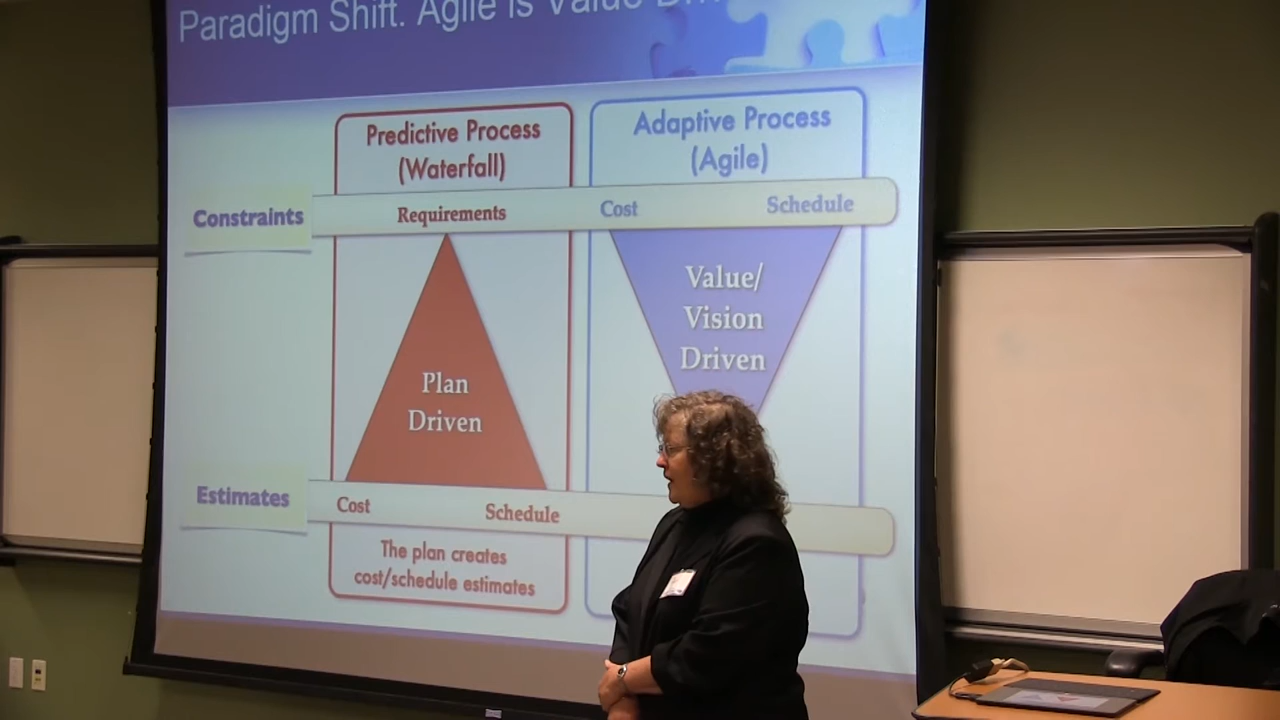 Paradigm Shift. Agile is Value
Predictive Process
(Waterfall)
Adaptive Process
(Agile)
Constraints
Requirements
Cost
Schedule
Value/
Vision
Driven
Plan
Driven
Estimates
Cost
Schedule
The plan creates
cost/schedule estimates